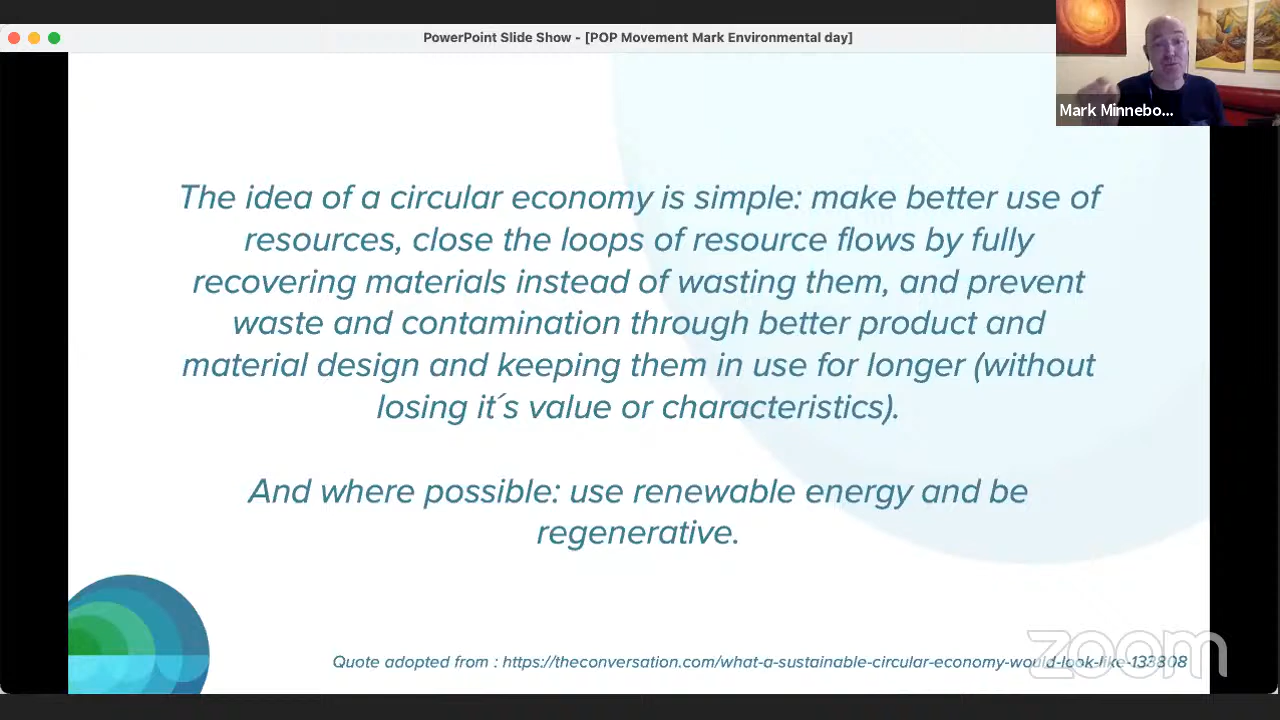 PowerPoint Slide Show - [POP Movement Mark Environmental day]
Mark Minnebo...
The idea of a circular economy is simple: make better use of
resources, close the loops of resource flows by fully
recovering materials instead of wasting them, and prevent
waste and contamination through better product and
material design and keeping them in use for longer (without
losing it´s value or characteristics).
And where possible: use renewable energy and be
regenerative.
Quote adopted from : https://theconversation.com/what-a-sustainable-circular-economy-would-look-like-133808
zoom